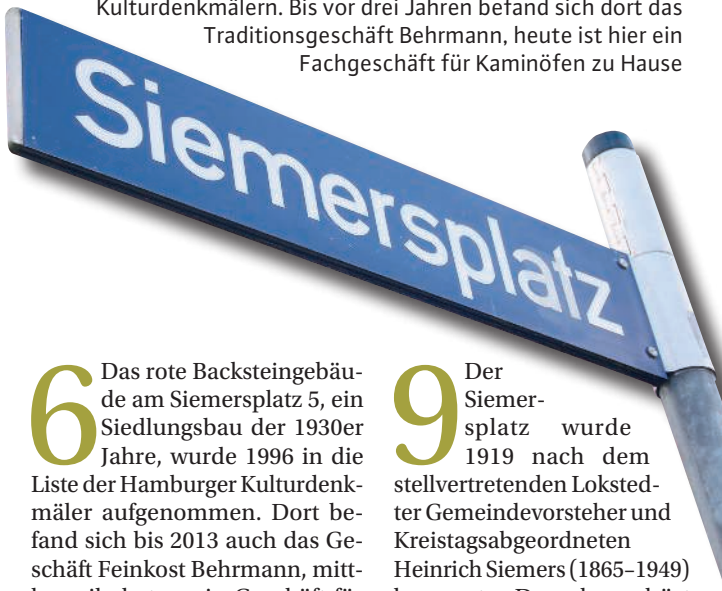 Kulturdenkmälern. Bis vor drei Jahren befand sich dort das
Traditionsgeschäft Behrmann, heute ist hier ein
Fachgeschäft für Kaminöfen zu Hause
Siemersplatz
6 Das rote Backsteingebäu-
de am Siemersplatz 5, ein
Siedlungsbau der 1930er
Jahre, wurde 1996 in die
Liste der Hamburger Kulturdenk-
mäler aufgenommen. Dort be-
fand sich bis 2013 auch das Ge-
schäft Feinkost Behrmann, mitt-
9 Der
Siemer-
splatz wurde
1919 nach dem
stellvertretenden Loksted-
ter Gemeindevorsteher und
Kreistagsabgeordneten
Heinrich Siemers (1865–1949)